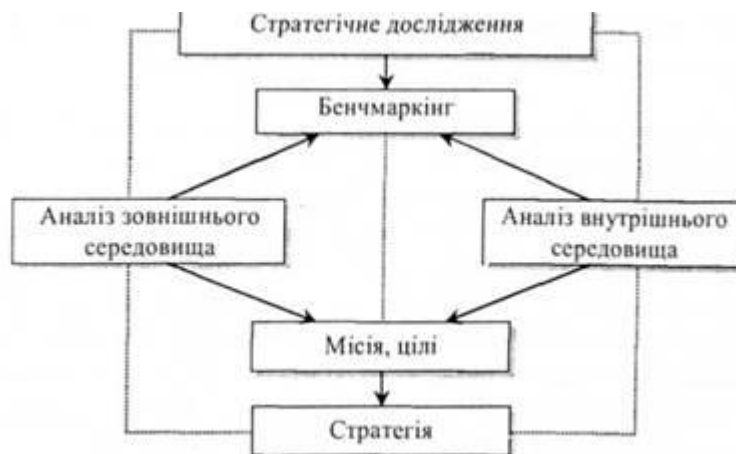 Стратегічне дослідження
Бенчмаркінг
Аналіз зовнішнього
середовища
Аналіз внутрішнього
середовища
Місія, цілі
Стратегія